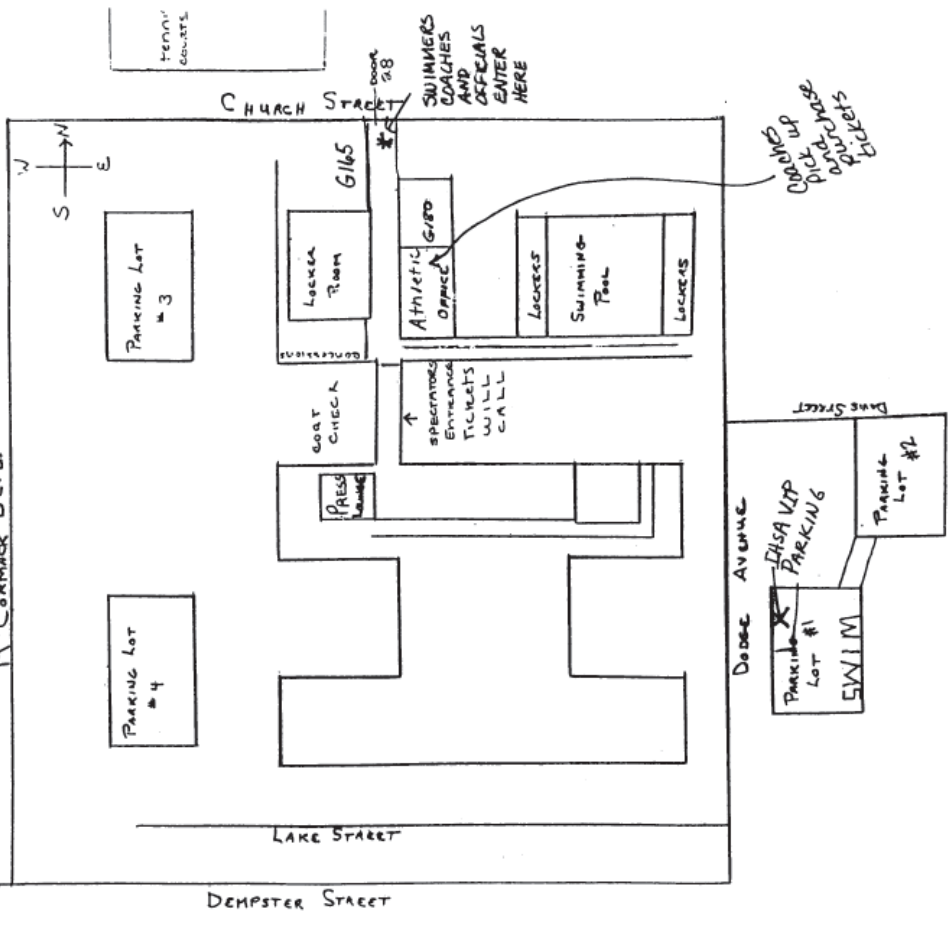 tennis
courts
CHURCH STREET
DOOR
28
SWIMMERS
COACHES
AND
OFFICIALS
ENTER
HERE
W
N
S
E
G165
PARKING LOT
# 3
LOCKER
ROOM
G180
Athletic
OFFICE
LOCKERS
SWIMMING
POOL
LOCKERS
coaches
pick up
and purchase
tickets
CONCESSIONS
COAT
CHECK
SPECTATORS
ENTRANCE
TICKETS
WILL
CALL
PRESS
DODGE AVENUE
PARKING
LOT #2
IHSA VIP
PARKING
PARKING
LOT #1
SWIM
PARKING LOT
# 4
LAKE STREET
DEMPSTER STREET